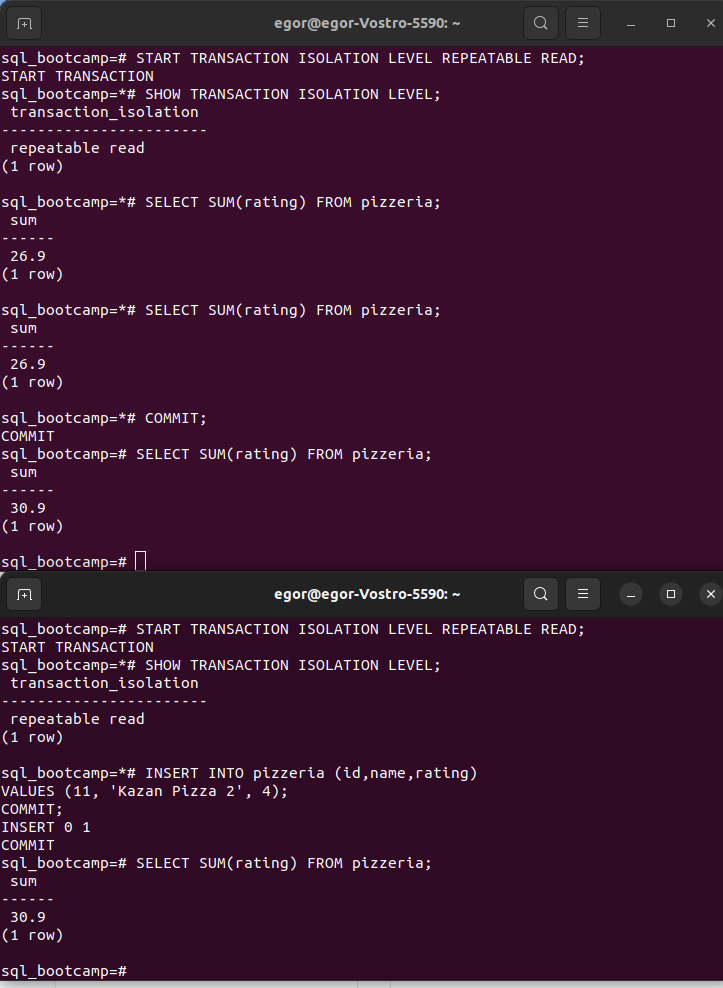 egor@egor-Vostro-5590: ~
sql_bootcamp=# START TRANSACTION ISOLATION LEVEL REPEATABLE READ;
START TRANSACTION
sql_bootcamp=*# SHOW TRANSACTION ISOLATION LEVEL;
 transaction_isolation
-----------------------
 repeatable read
(1 row)
sql_bootcamp=*# SELECT SUM(rating) FROM pizzeria;
 sum
------
 26.9
(1 row)
sql_bootcamp=*# SELECT SUM(rating) FROM pizzeria;
 sum
------
 26.9
(1 row)
sql_bootcamp=*# COMMIT;
COMMIT
sql_bootcamp=# SELECT SUM(rating) FROM pizzeria;
 sum
------
 30.9
(1 row)
sql_bootcamp=#
egor@egor-Vostro-5590: ~
sql_bootcamp=# START TRANSACTION ISOLATION LEVEL REPEATABLE READ;
START TRANSACTION
sql_bootcamp=*# SHOW TRANSACTION ISOLATION LEVEL;
 transaction_isolation
-----------------------
 repeatable read
(1 row)
sql_bootcamp=*# INSERT INTO pizzeria (id,name,rating)
VALUES (11, 'Kazan Pizza 2', 4);
COMMIT;
INSERT 0 1
COMMIT
sql_bootcamp=# SELECT SUM(rating) FROM pizzeria;
 sum
------
 30.9
(1 row)
sql_bootcamp=#